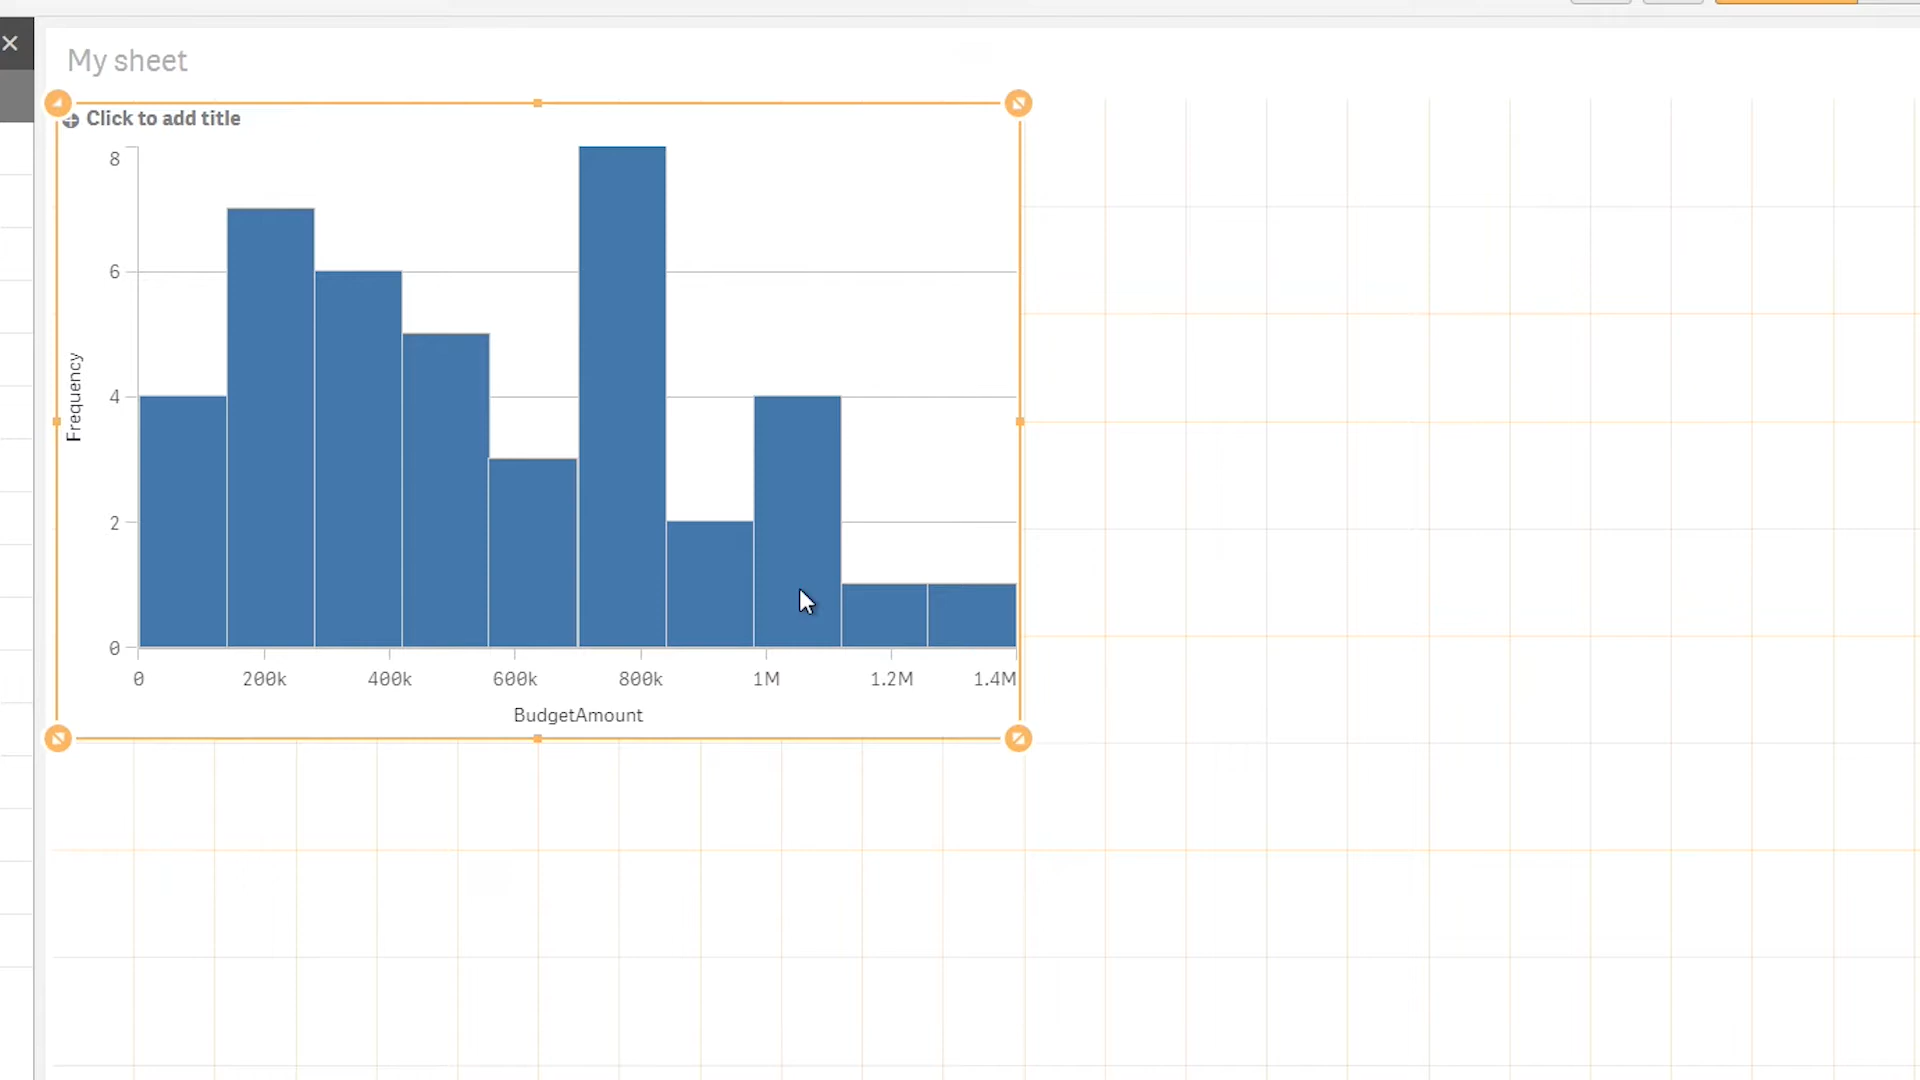 My sheet
Click to add title
8
6
4
2
0
Frequency
0 200k 400k 600k 800k 1M 1.2M 1.4M
BudgetAmount